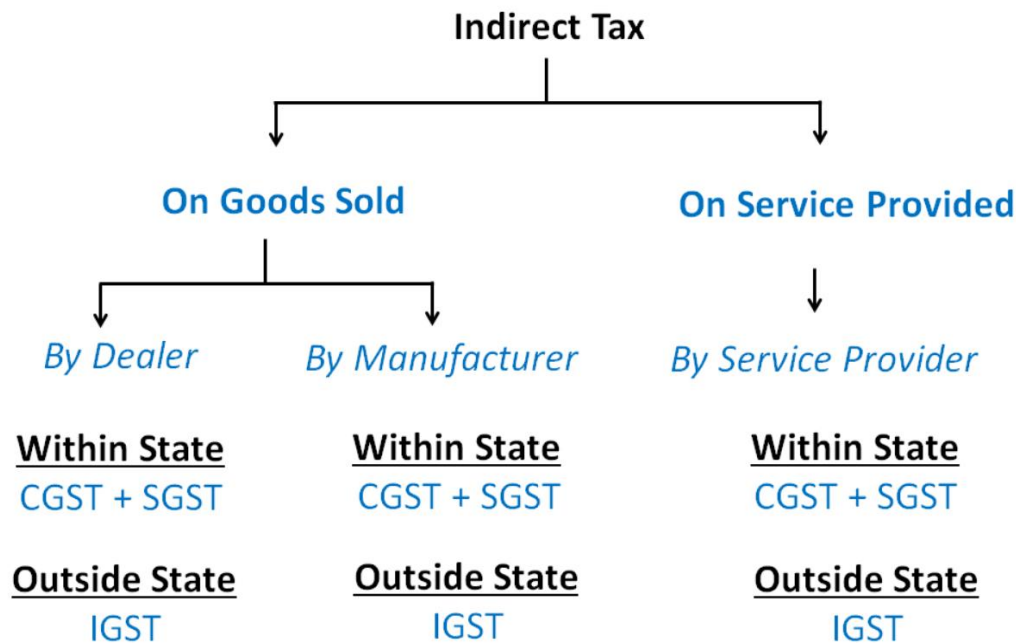 Indirect Tax
On Goods Sold
On Service Provided
By Dealer
By Manufacturer
By Service Provider
Within State
Within State
Within State
CGST + SGST
CGST + SGST
CGST + SGST
Outside State
Outside State
Outside State
IGST
IGST
IGST